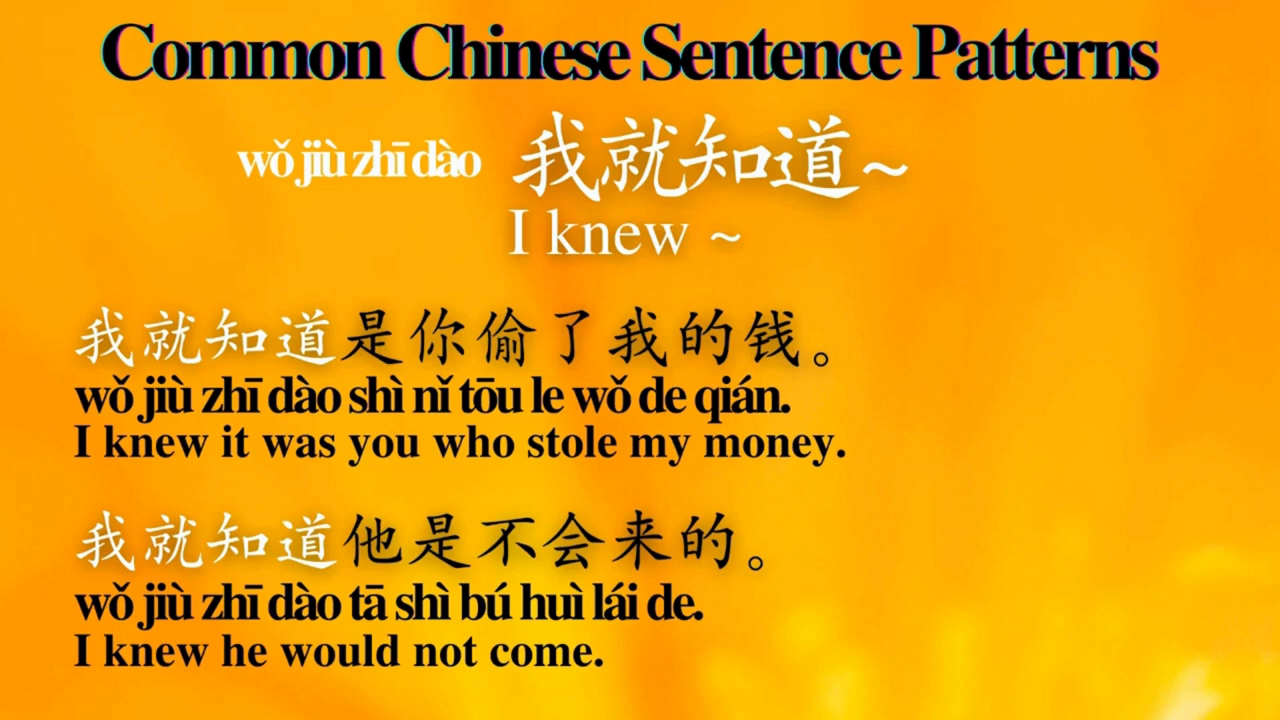 Common Chinese Sentence Patterns
wǒ jiù zhī dào 我就知道~
I knew ~
我就知道是你偷了我的钱。
wǒ jiù zhī dào shì nǐ tōu le wǒ de qián.
I knew it was you who stole my money.
我就知道他是不会来的。
wǒ jiù zhī dào tā shì bú huì lái de.
I knew he would not come.